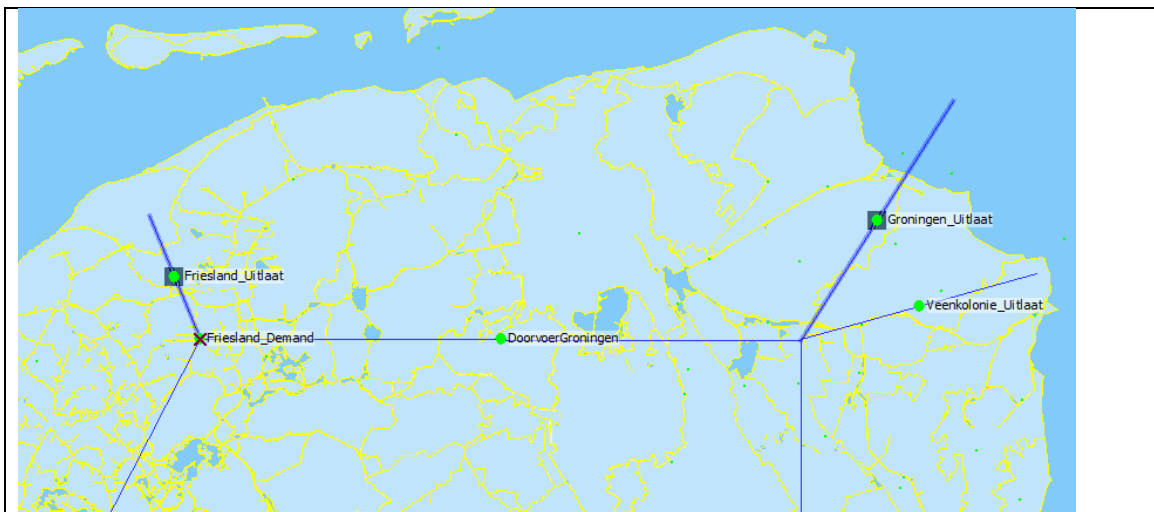 Groningen_Uitlaat
Friesland_Uitlaat
Veenkolonie_Uitlaat
Friesland_Demand
DoorvoerGroningen